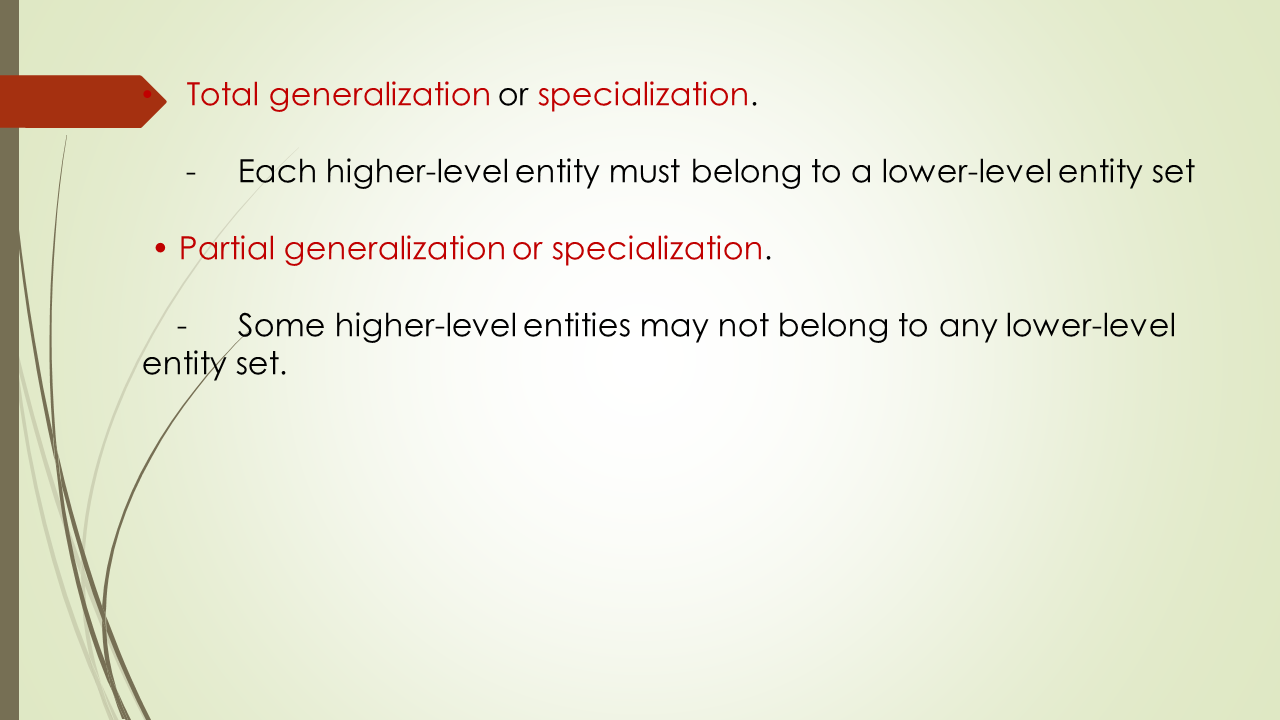 • Total generalization or specialization.
- Each higher-level entity must belong to a lower-level entity set
• Partial generalization or specialization.
- Some higher-level entities may not belong to any lower-level
entity set.